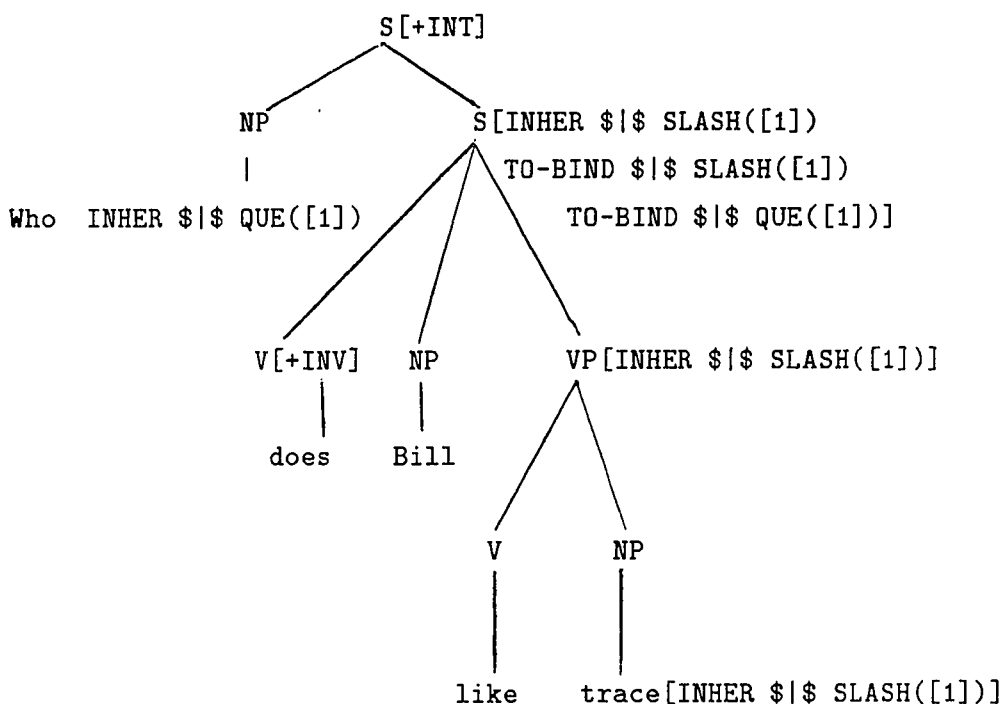 S[+INT]
NP S[INHER $|$ SLASH([1])
| TO-BIND $|$ SLASH([1])
Who INHER $|$ QUE([1]) TO-BIND $|$ QUE([1])]
V[+INV] NP VP[INHER $|$ SLASH([1])]
does Bill
V NP
like trace[INHER $|$ SLASH([1])]